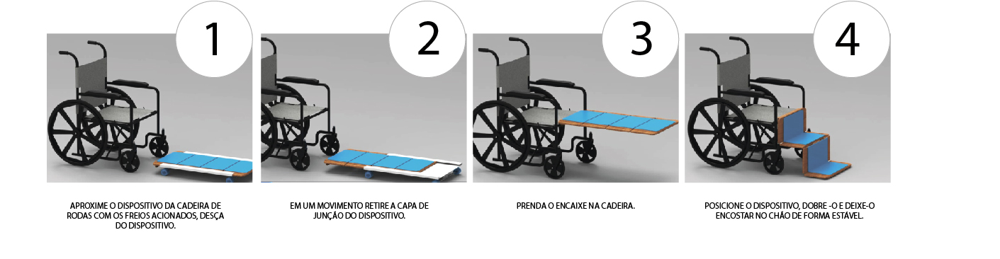 1
2
3
4
APROXIME O DISPOSITIVO DA CADEIRA DE
RODAS COM OS FREIOS ACIONADOS, DESÇA
DO DISPOSITIVO.
EM UM MOVIMENTO RETIRE A CAPA DE
JUNÇÃO DO DISPOSITIVO.
PRENDA O ENCAIXE NA CADEIRA.
POSICIONE O DISPOSITIVO, DOBRE -O E DEIXE-O
ENCOSTAR NO CHÃO DE FORMA ESTÁVEL.